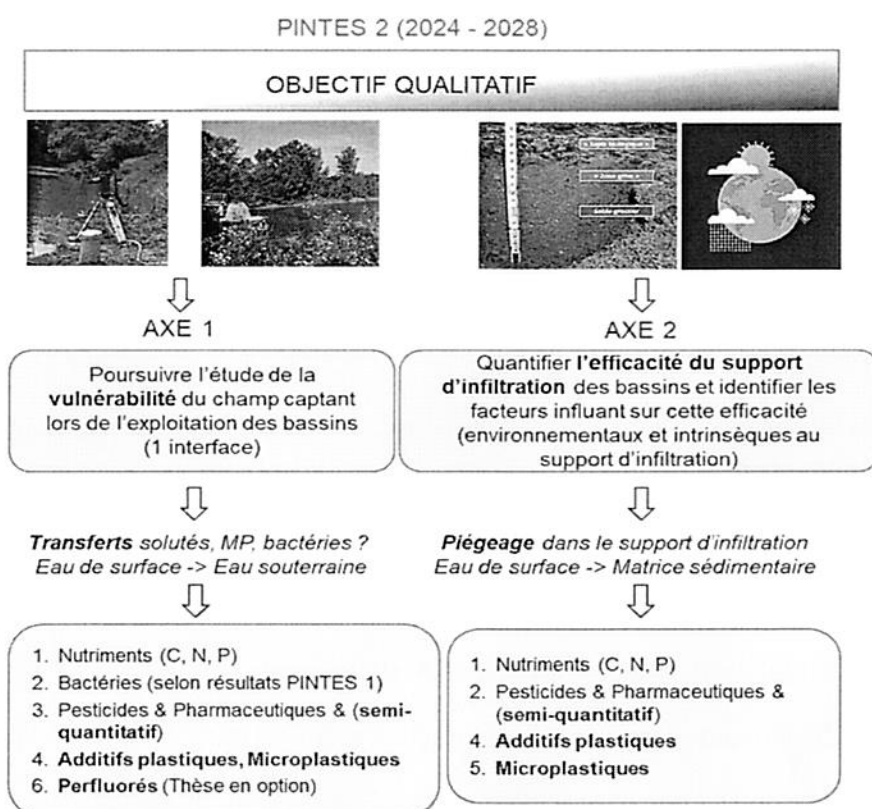 PINTES 2 (2024 - 2028)
OBJECTIF QUALITATIF
AXE 1
Poursuivre l'étude de la
vulnérabilité du champ captant
lors de l'exploitation des bassins
(1 interface)
Transferts solutés, MP, bactéries ?
Eau de surface -> Eau souterraine
1. Nutriments (C, N, P)
2. Bactéries (selon résultats PINTES 1)
3. Pesticides & Pharmaceutiques & (semi-
quantitatif)
4. Additifs plastiques, Microplastiques
6. Perfluorés (Thèse en option)
AXE 2
Quantifier l'efficacité du support
d'infiltration des bassins et identifier les
facteurs influant sur cette efficacité
(environnementaux et intrinsèques au
support d'infiltration)
Piégeage dans le support d'infiltration
Eau de surface -> Matrice sédimentaire
1. Nutriments (C, N, P)
2. Pesticides & Pharmaceutiques &
(semi-quantitatif)
4. Additifs plastiques
5. Microplastiques